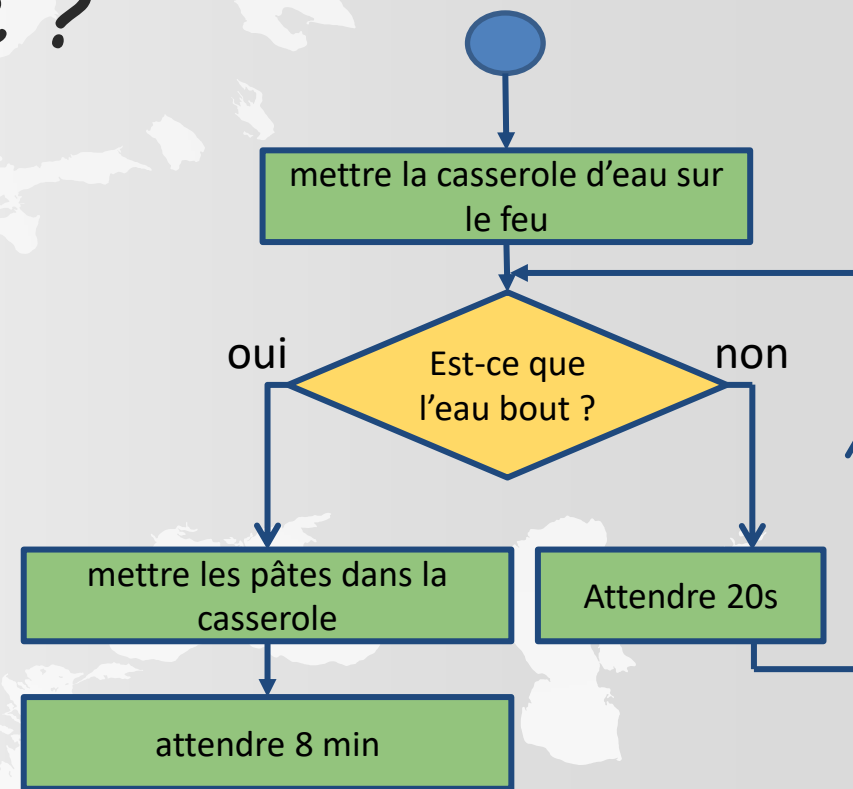 ?
mettre la casserole d’eau sur
le feu
oui
Est-ce que
l’eau bout ?
non
mettre les pâtes dans la
casserole
Attendre 20s
attendre 8 min